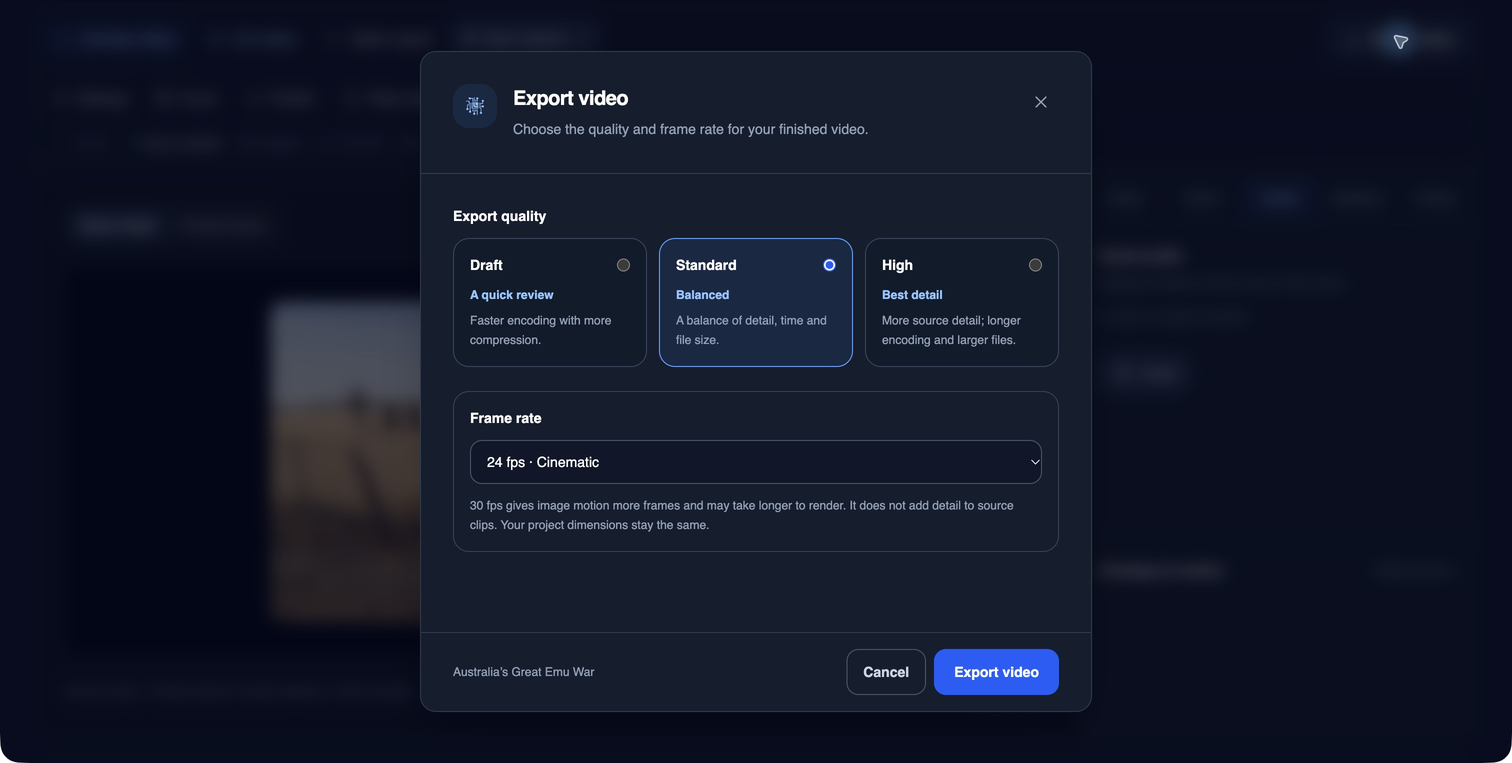 Export video
Choose the quality and frame rate for your finished video.
Export quality
Draft
A quick review
Faster encoding with more
compression.
Standard
Balanced
A balance of detail, time and
file size.
High
Best detail
More source detail; longer
encoding and larger files.
Frame rate
24 fps · Cinematic
30 fps gives image motion more frames and may take longer to render. It does not add detail to source
clips. Your project dimensions stay the same.
Australia’s Great Emu War
Cancel
Export video